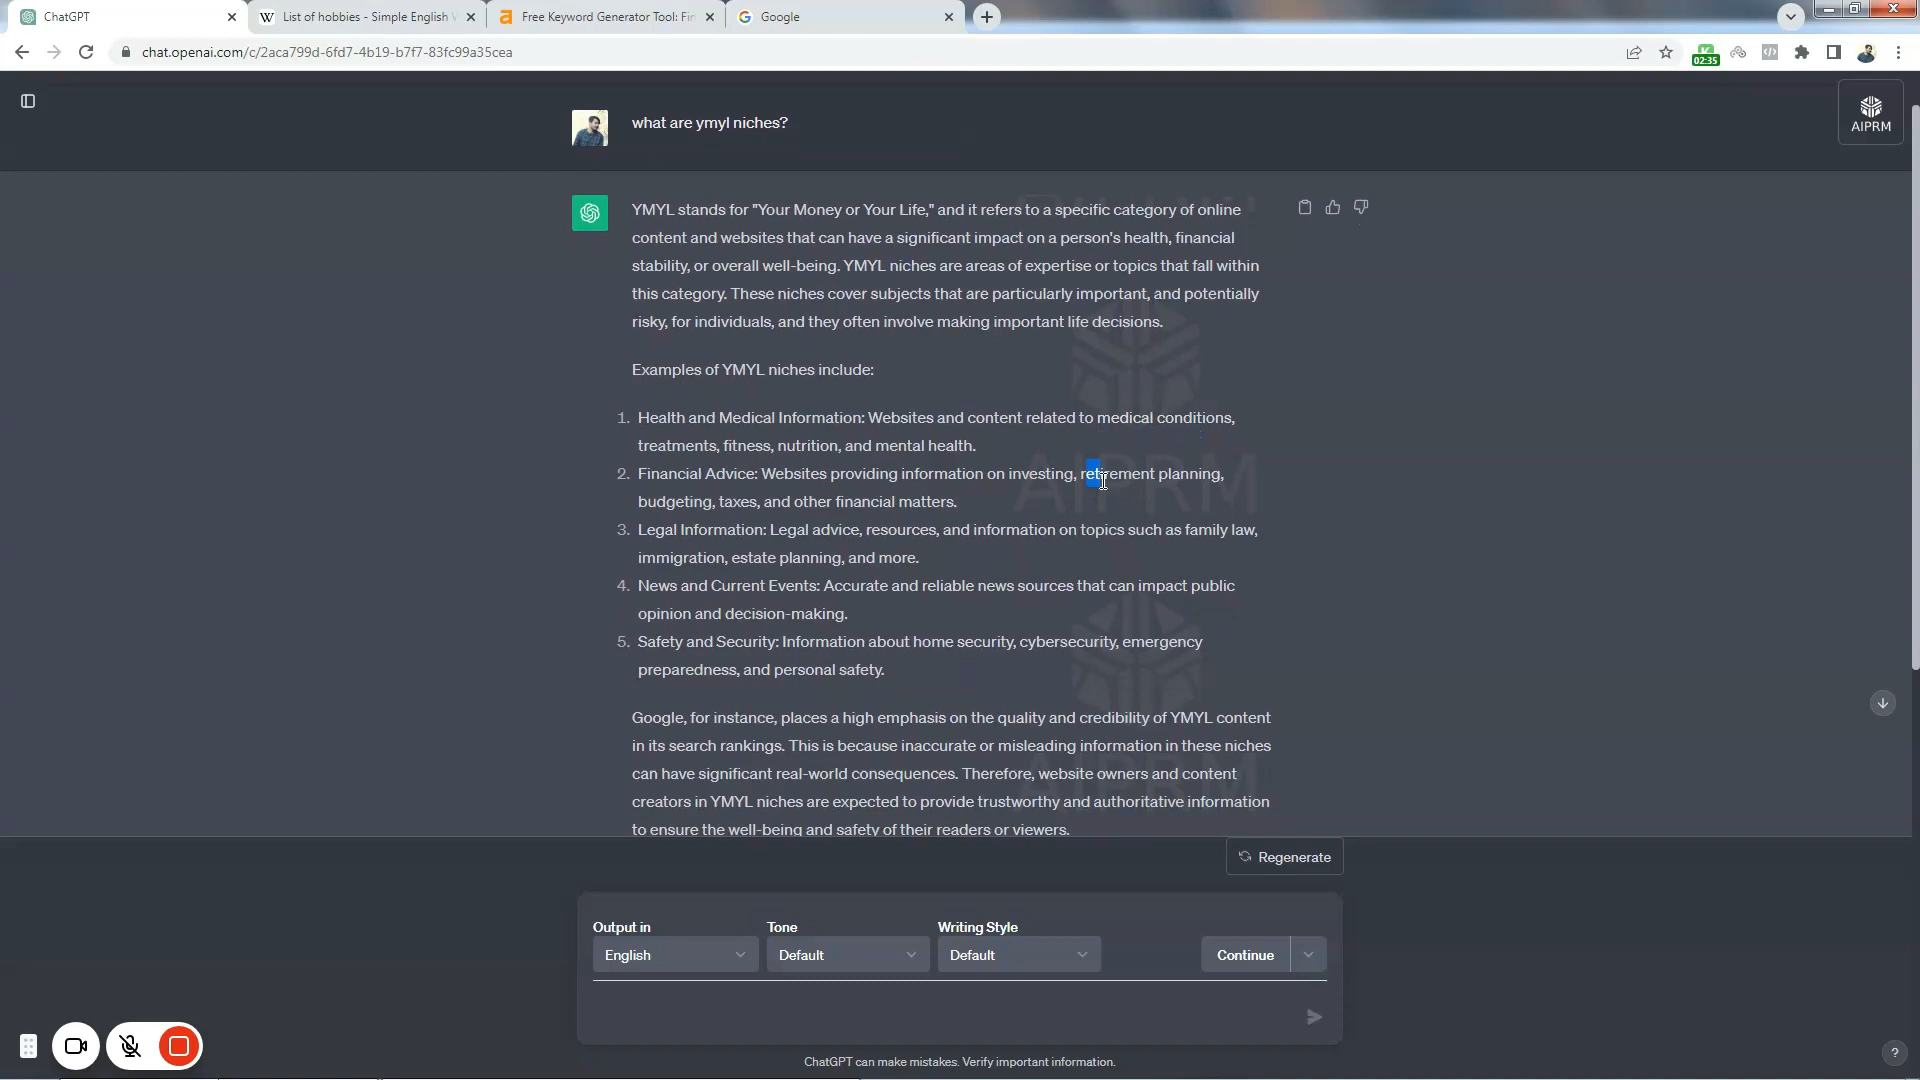 ChatGPT
List of hobbies - Simple English
Free Keyword Generator Tool: Fin
Google
chat.openai.com/c/2aca799d-6fd7-4b19-b7f7-83fc99a35cea
02:35
AIPRM
what are ymyl niches?
YMYL stands for "Your Money or Your Life," and it refers to a specific category of online
content and websites that can have a significant impact on a person's health, financial
stability, or overall well-being. YMYL niches are areas of expertise or topics that fall within
this category. These niches cover subjects that are particularly important, and potentially
risky, for individuals, and they often involve making important life decisions.
Examples of YMYL niches include:
1. Health and Medical Information: Websites and content related to medical conditions,
treatments, fitness, nutrition, and mental health.
2. Financial Advice: Websites providing information on investing, retirement planning,
budgeting, taxes, and other financial matters.
3. Legal Information: Legal advice, resources, and information on topics such as family law,
immigration, estate planning, and more.
4. News and Current Events: Accurate and reliable news sources that can impact public
opinion and decision-making.
5. Safety and Security: Information about home security, cybersecurity, emergency
preparedness, and personal safety.
Google, for instance, places a high emphasis on the quality and credibility of YMYL content
in its search rankings. This is because inaccurate or misleading information in these niches
can have significant real-world consequences. Therefore, website owners and content
creators in YMYL niches are expected to provide trustworthy and authoritative information
to ensure the well-being and safety of their readers or viewers.
AIPRM
AIPRM
Regenerate
Output in Tone Writing Style
English Default Default Continue
ChatGPT can make mistakes. Verify important information.
?